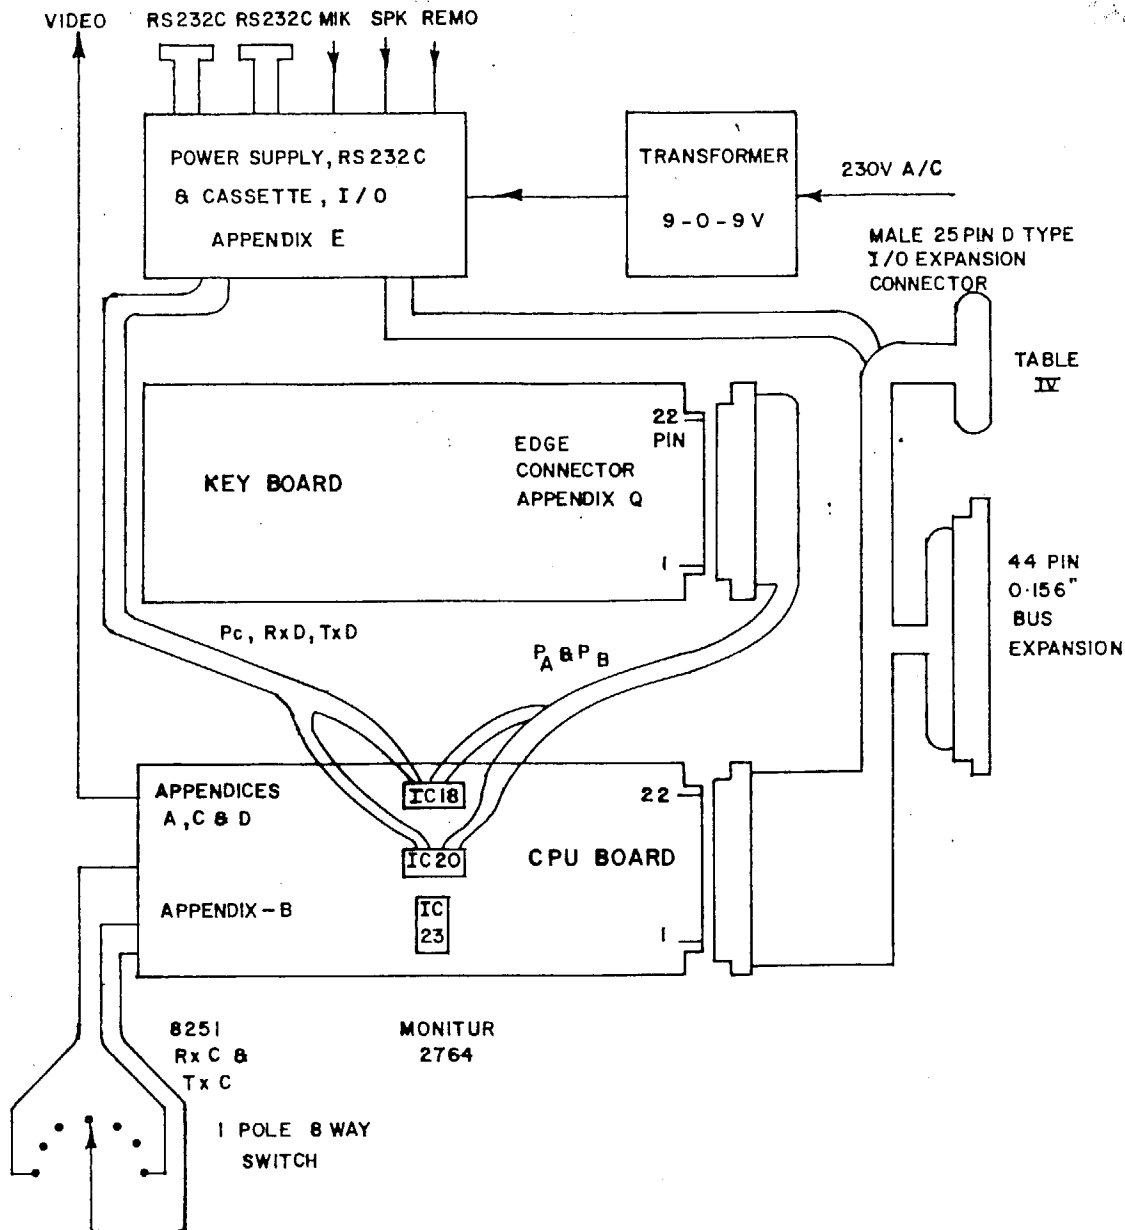 VIDEO RS232C RS232C MIK SPK REMO
POWER SUPPLY, RS232C
& CASSETTE, I/O
APPENDIX E
TRANSFORMER
9-0-9V
230V A/C
MALE 25 PIN D TYPE
I/O EXPANSION
CONNECTOR
TABLE
IV
KEY BOARD
EDGE
CONNECTOR
APPENDIX Q
22
PIN
1
44 PIN
0.156"
BUS
EXPANSION
Pc, RxD, TxD
PA & PB
APPENDICES
A, C & D
APPENDIX-B
IC18
IC20
IC
23
CPU BOARD
22
1
8251
RxC &
TxC
MONITUR
2764
1 POLE 8 WAY
SWITCH